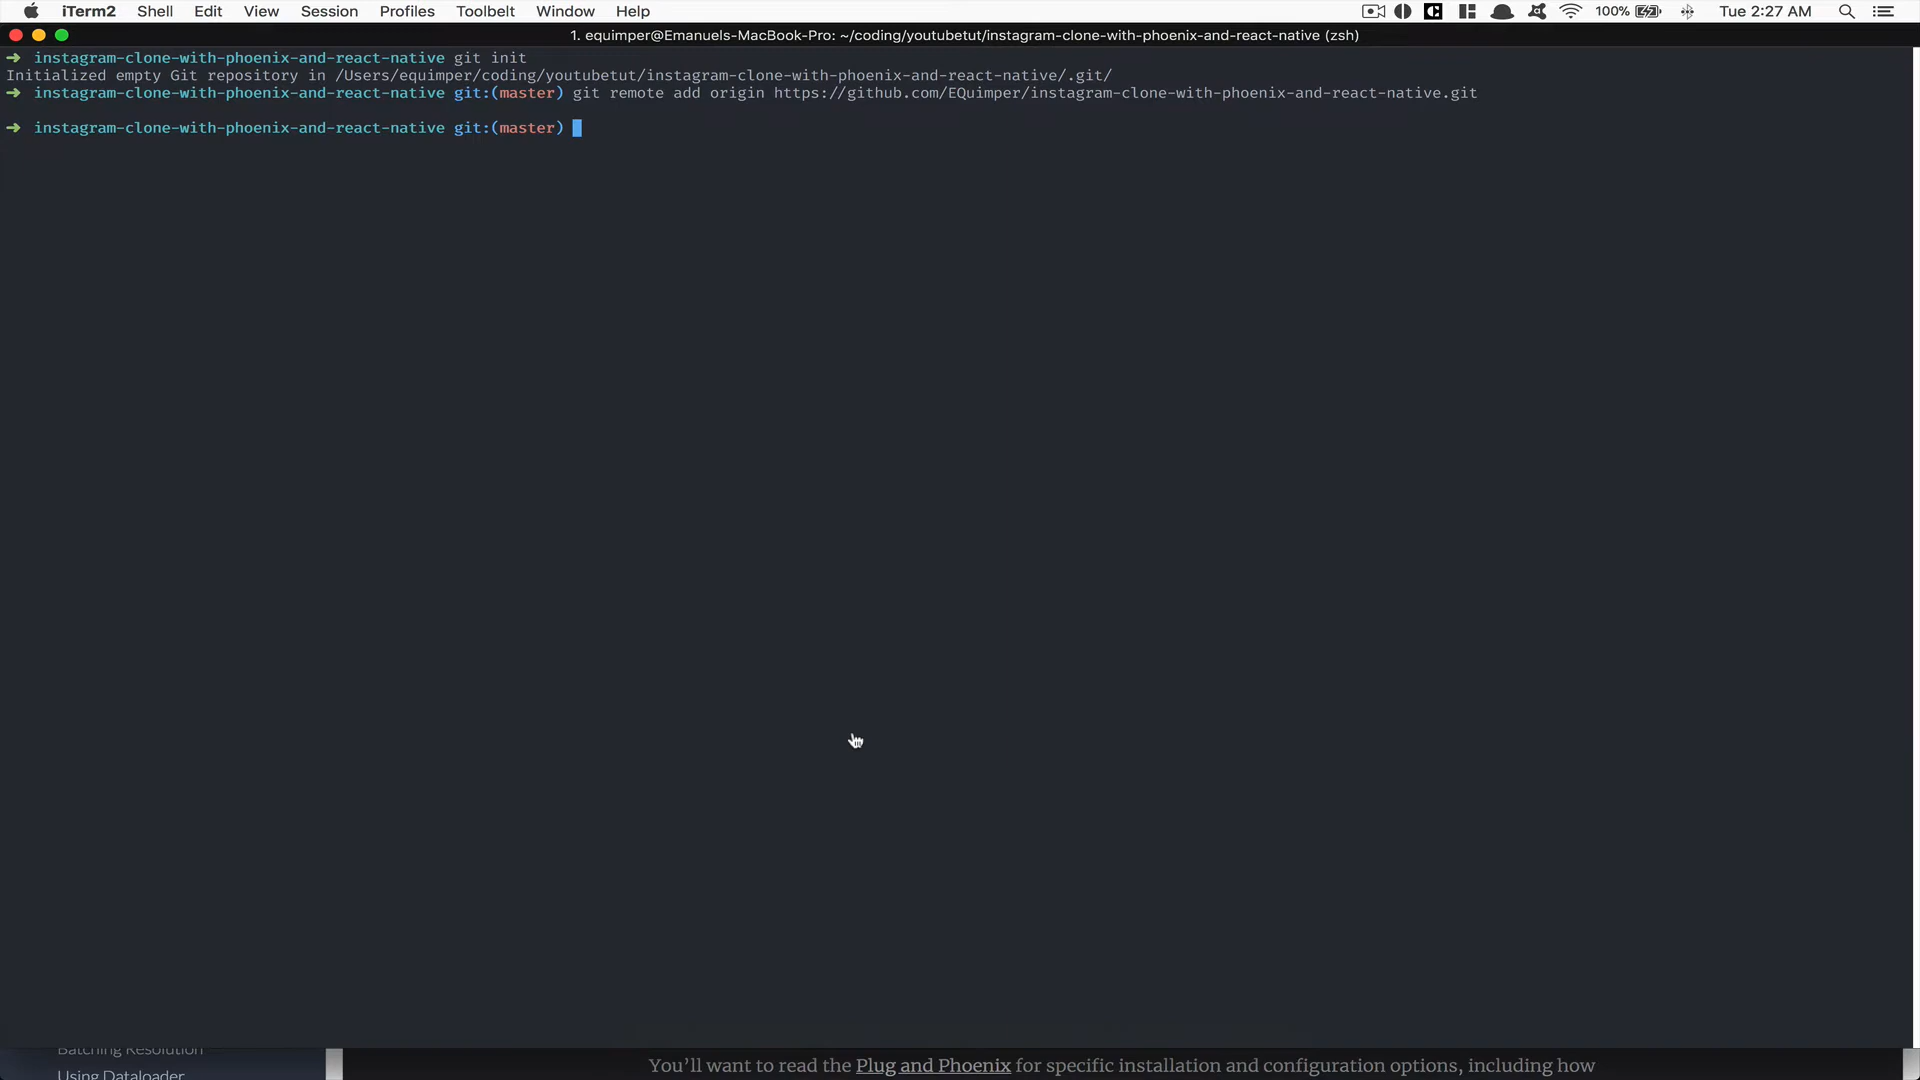 iTerm2 Shell Edit View Session Profiles Toolbelt Window Help 100% Tue 2:27 AM
1. equimper@Emanuels-MacBook-Pro: ~/coding/youtubetut/instagram-clone-with-phoenix-and-react-native (zsh)
➜ instagram-clone-with-phoenix-and-react-native git init
Initialized empty Git repository in /Users/equimper/coding/youtubetut/instagram-clone-with-phoenix-and-react-native/.git/
➜ instagram-clone-with-phoenix-and-react-native git:(master) git remote add origin https://github.com/EQuimper/instagram-clone-with-phoenix-and-react-native.git
➜ instagram-clone-with-phoenix-and-react-native git:(master)
Batching Resolution
Using Dataloader
You’ll want to read the Plug and Phoenix for specific installation and configuration options, including how